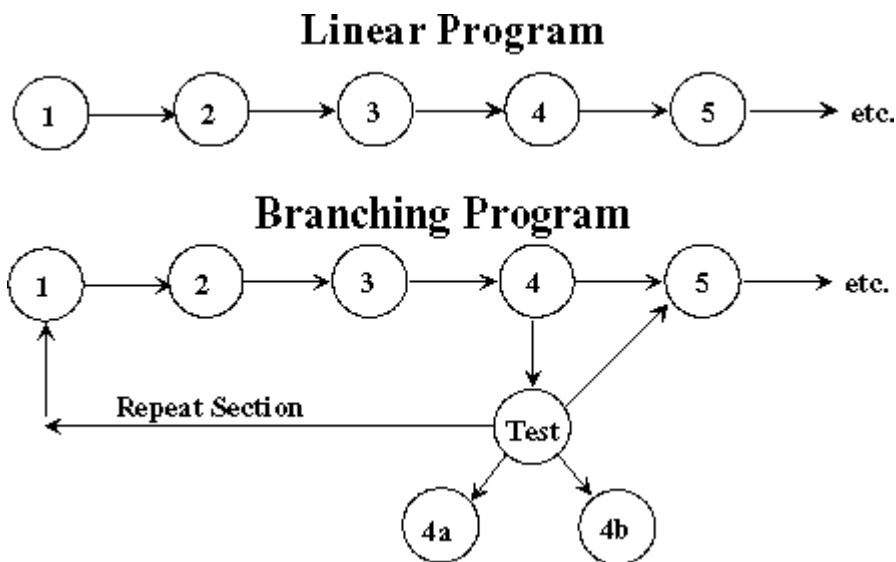 Linear Program
1 2 3 4 5 etc.
Branching Program
1 2 3 4 5 etc.
Repeat Section
Test
4a 4b